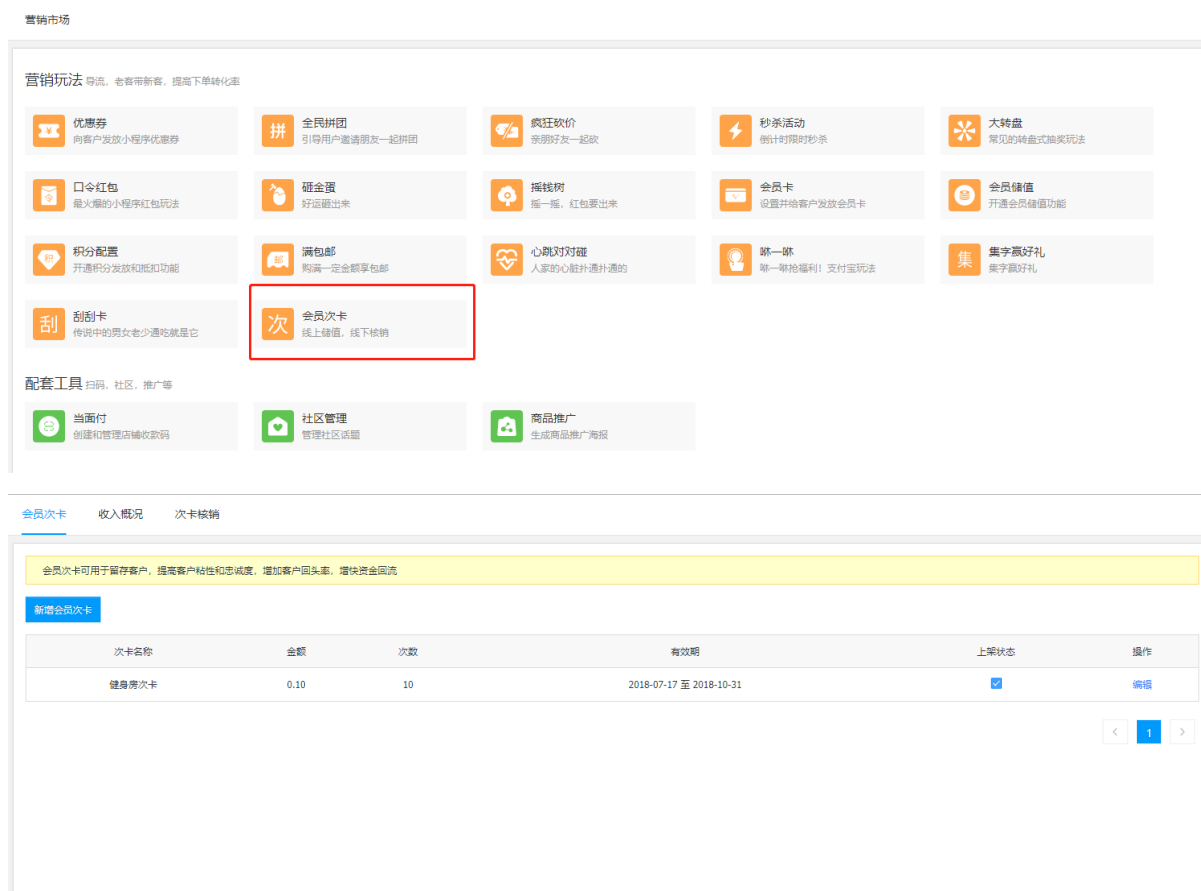 营销市场
营销玩法 导流, 老客带新客, 提高下单转化率
优惠券
向客户发放小程序优惠券
拼
全民拼团
引导用户邀请朋友一起拼团
疯狂砍价
亲朋好友一起砍
秒杀活动
倒计时限时秒杀
大转盘
常见的转盘式抽奖玩法
口令红包
最火爆的小程序红包玩法
砸金蛋
好运砸出来
摇钱树
摇一摇, 红包要出来
会员卡
设置并给客户发放会员卡
会员储值
开通会员储值功能
积
积分配置
开通积分发放和抵扣功能
邮
满包邮
购满一定金额享包邮
心跳对对碰
人家的心脏扑通扑通的
咻一咻
咻一咻抢福利! 支付宝玩法
集
集字赢好礼
集字赢好礼
刮
刮刮卡
传说中的男女老少通吃就是它
次
会员次卡
线上储值, 线下核销
配套工具 扫码, 社区, 推广等
当面付
创建和管理店铺收款码
社区管理
管理社区话题
商品推广
生成商品推广海报
会员次卡 收入概况 次卡核销
会员次卡可用于留存客户, 提高客户粘性和忠诚度, 增加客户回头率, 增快资金回流
新增会员次卡
次卡名称 金额 次数 有效期 上架状态 操作
健身房次卡 0.10 10 2018-07-17 至 2018-10-31 编辑
< 1 >